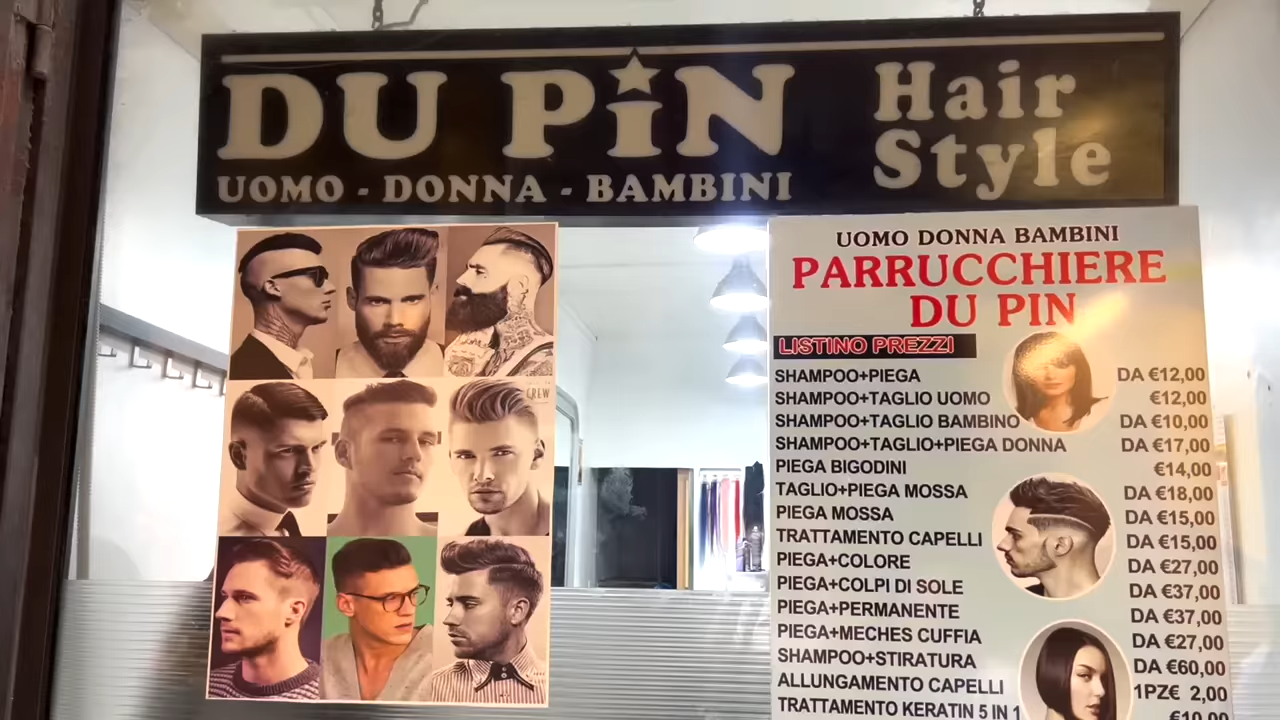 DU PiN
Hair
Style
UOMO - DONNA - BAMBINI
CREW
UOMO DONNA BAMBINI
PARRUCCHIERE
DU PIN
LISTINO PREZZI
SHAMPOO+PIEGA DA €12,00
SHAMPOO+TAGLIO UOMO €12,00
SHAMPOO+TAGLIO BAMBINO DA €10,00
SHAMPOO+TAGLIO+PIEGA DONNA DA €17,00
PIEGA BIGODINI €14,00
TAGLIO+PIEGA MOSSA DA €18,00
PIEGA MOSSA DA €15,00
TRATTAMENTO CAPELLI DA €15,00
PIEGA+COLORE DA €27,00
PIEGA+COLPI DI SOLE DA €37,00
PIEGA+PERMANENTE DA €37,00
PIEGA+MECHES CUFFIA DA €27,00
SHAMPOO+STIRATURA DA €60,00
ALLUNGAMENTO CAPELLI 1PZ€ 2,00
TRATTAMENTO KERATIN 5 IN 1